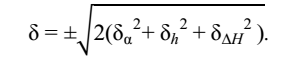 δ = ±√2(δ_α² + δ_h² + δ_ΔH²).